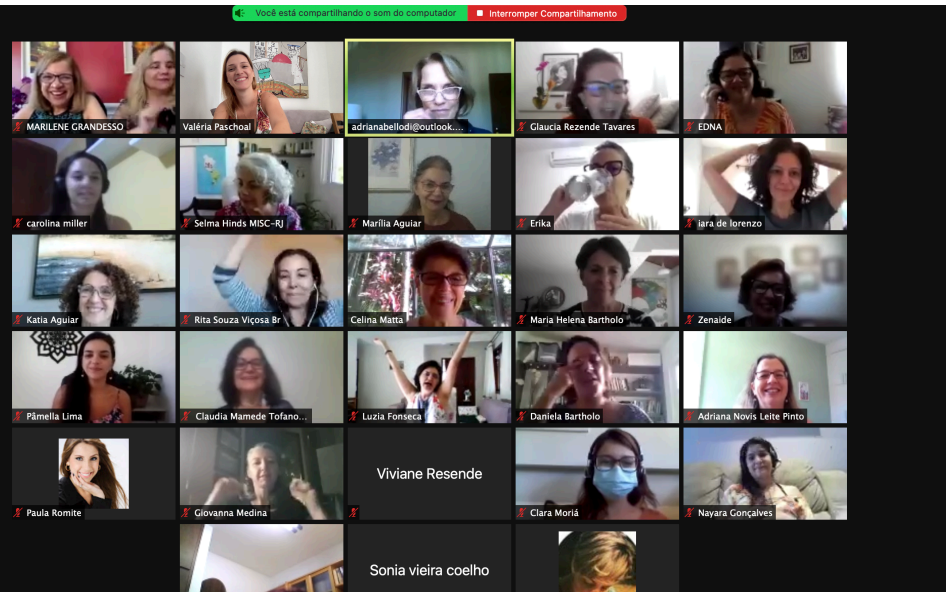 Você está compartilhando o som do computador
Interromper Compartilhamento
MARILENE GRANDESSO
Valéria Paschoal
adrianabellodi@outlook....
Glaucia Rezende Tavares
EDNA
carolina miller
Selma Hinds MISC-RJ
Marília Aguiar
Erika
iara de lorenzo
Katia Aguiar
Rita Souza Viçosa Br
Celina Matta
Maria Helena Bartholo
Zenaide
Pâmella Lima
Claudia Mamede Tofano...
Luzia Fonseca
Daniela Bartholo
Adriana Novis Leite Pinto
Paula Romite
Giovanna Medina
Viviane Resende
Clara Moriá
Nayara Gonçalves
Sonia vieira coelho